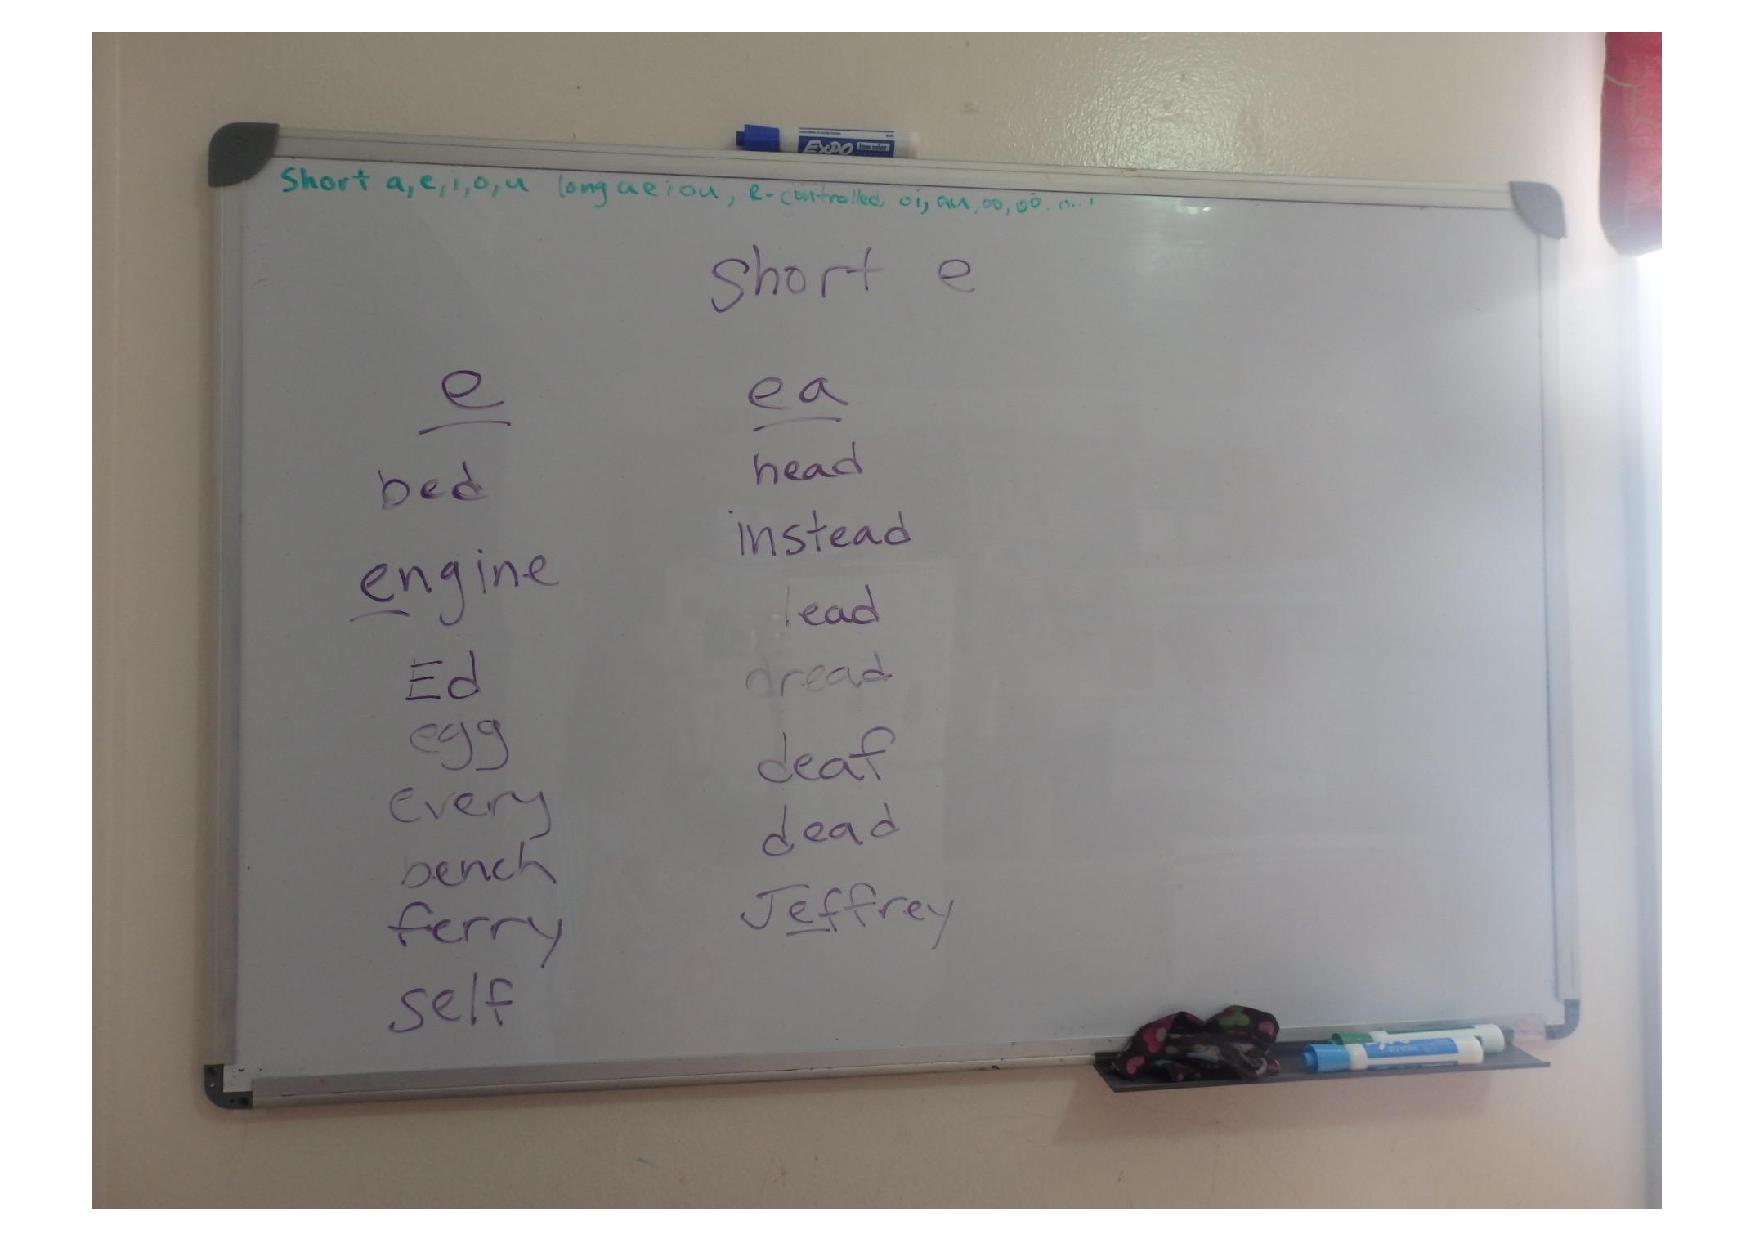 EXPO
Short a, e, i, o, u long a e i o u, e-controlled oi, au, oo, oo
Short e
e
bed
engine
Ed
egg
every
bench
ferry
self
ea
head
instead
lead
dread
deaf
dead
Jeffrey